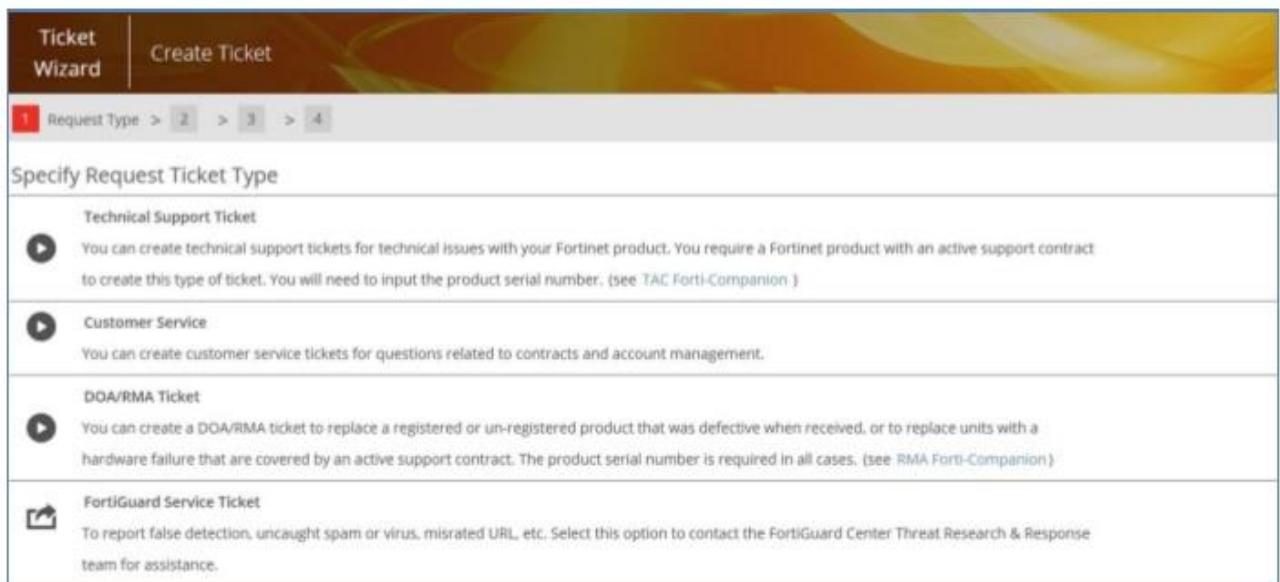 Ticket
Wizard
Create Ticket
1 Request Type > 2 > 3 > 4
Specify Request Ticket Type
Technical Support Ticket
You can create technical support tickets for technical issues with your Fortinet product. You require a Fortinet product with an active support contract
to create this type of ticket. You will need to input the product serial number. (see TAC Forti-Companion )
Customer Service
You can create customer service tickets for questions related to contracts and account management.
DOA/RMA Ticket
You can create a DOA/RMA ticket to replace a registered or un-registered product that was defective when received, or to replace units with a
hardware failure that are covered by an active support contract. The product serial number is required in all cases. (see RMA Forti-Companion)
FortiGuard Service Ticket
To report false detection, uncaught spam or virus, misrated URL, etc. Select this option to contact the FortiGuard Center Threat Research & Response
team for assistance.